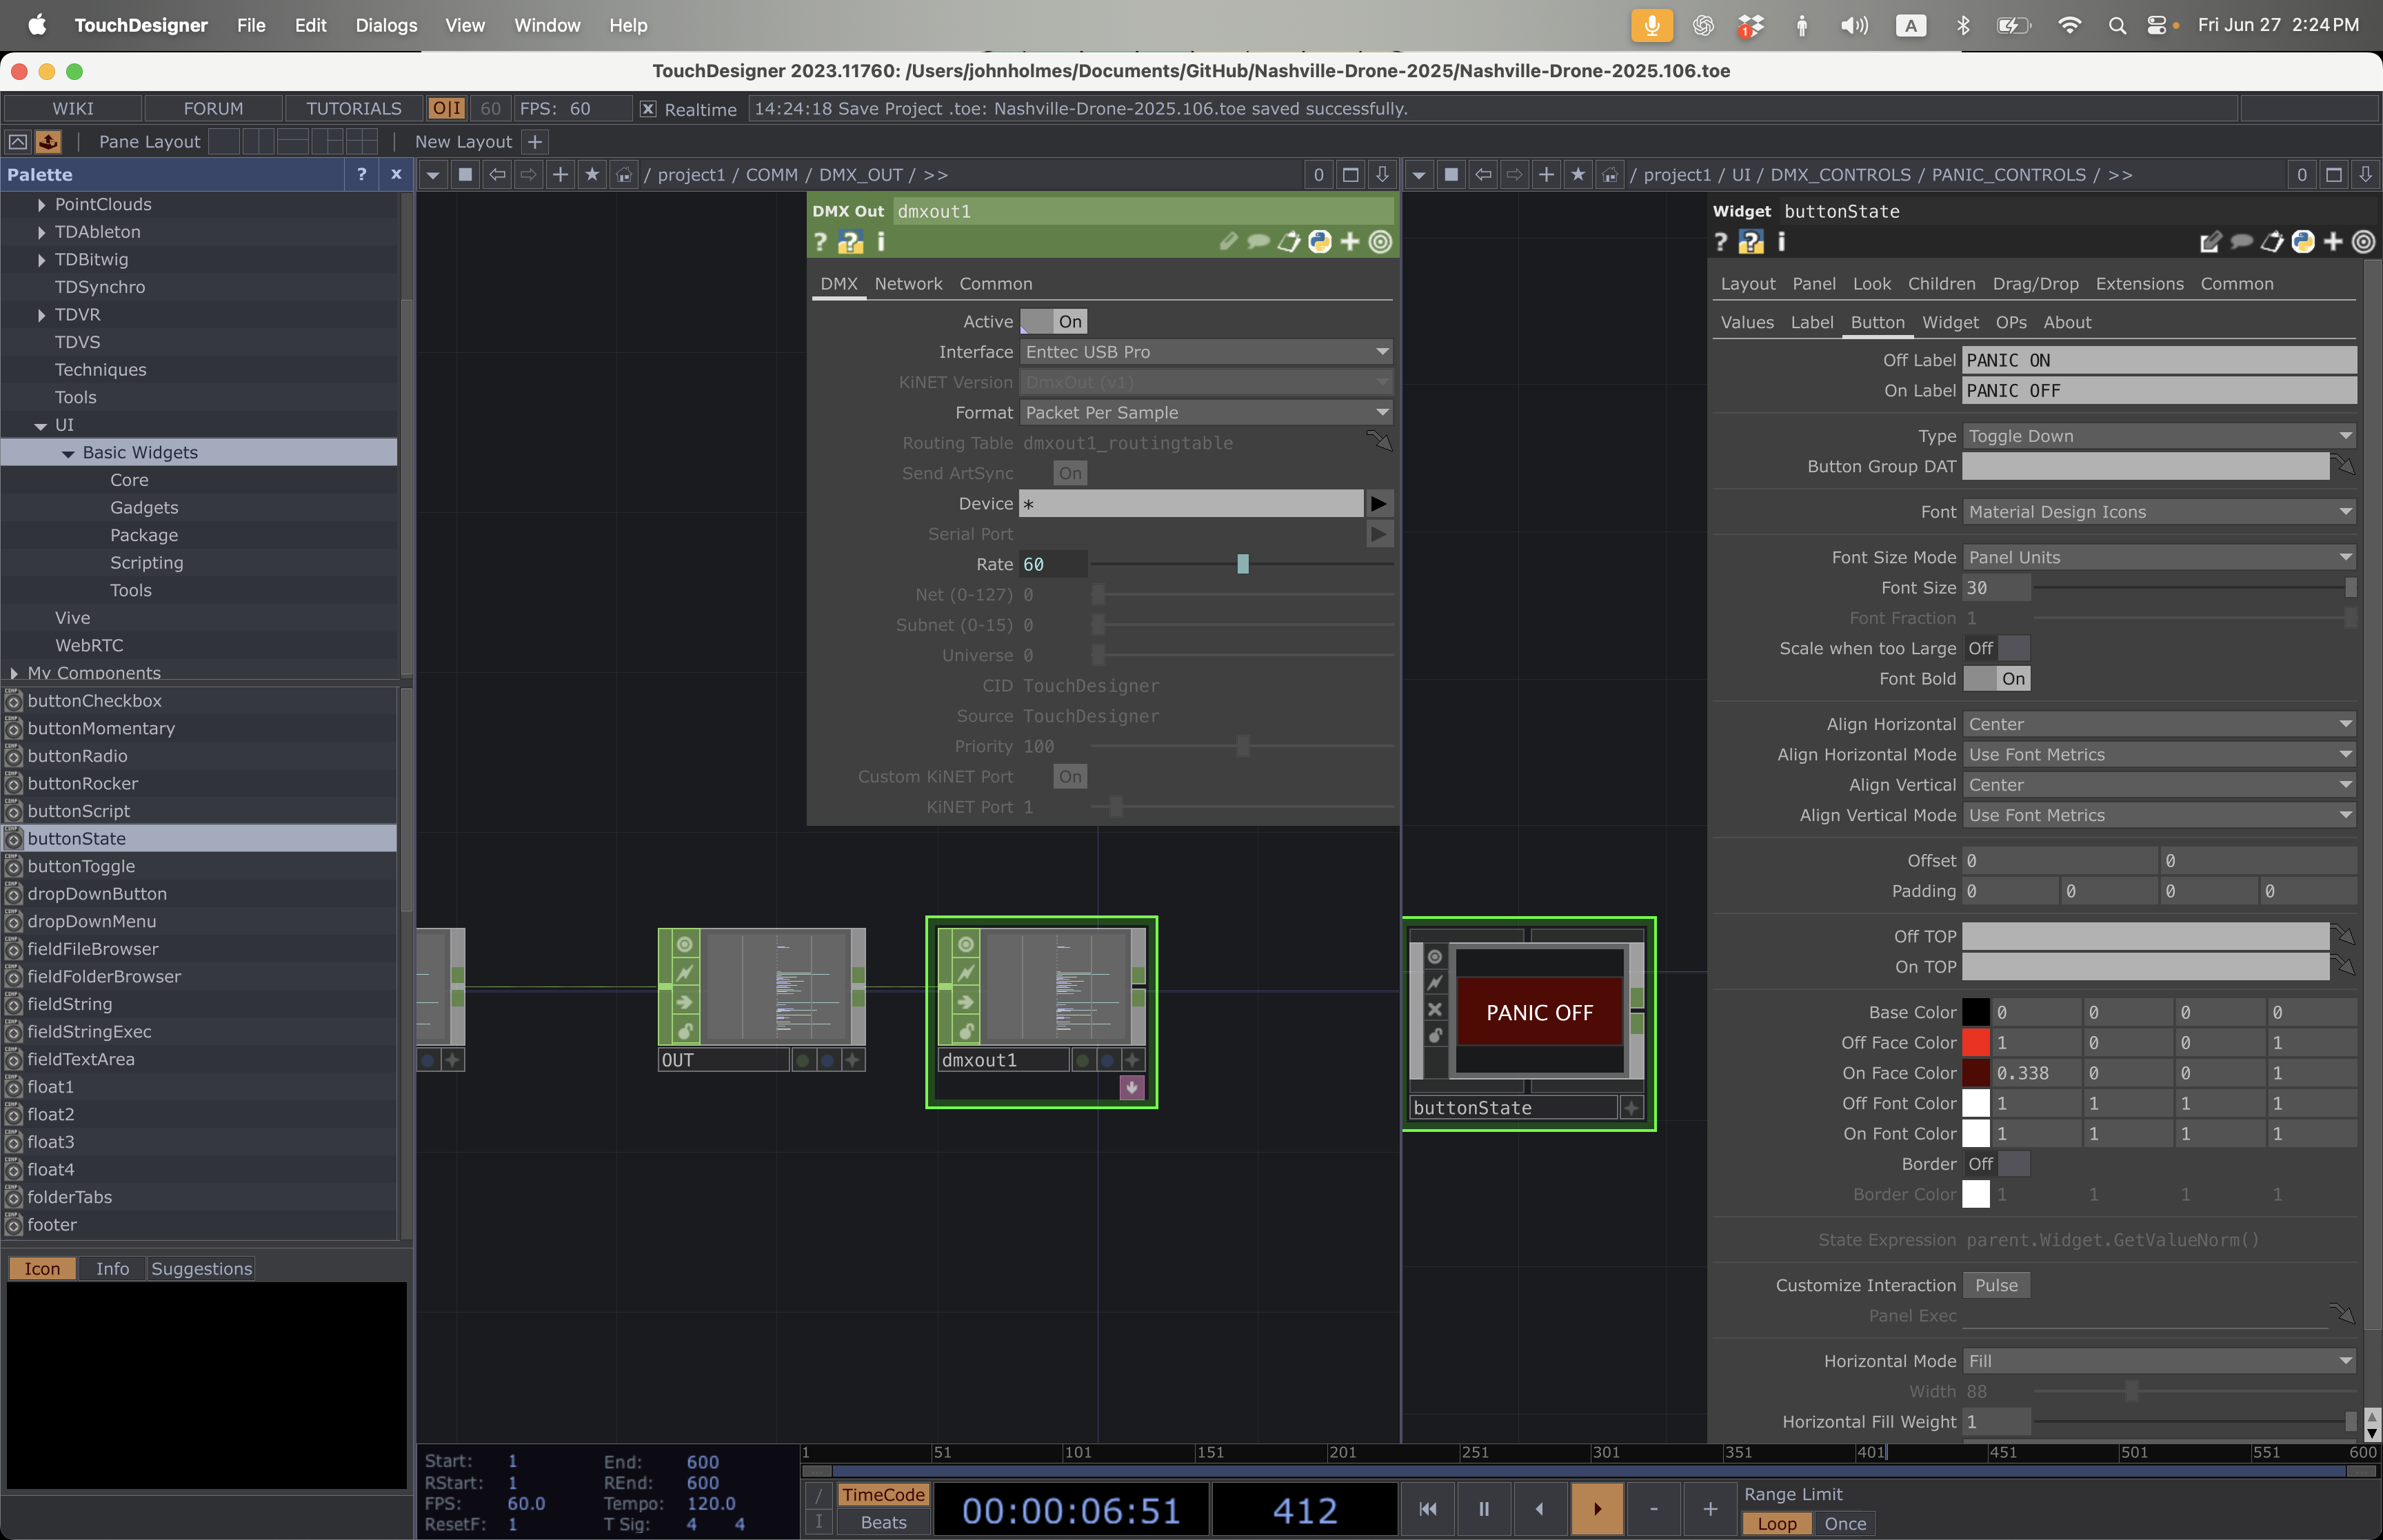 TouchDesigner File Edit Dialogs View Window Help
1 A Fri Jun 27 2:24 PM
TouchDesigner 2023.11760: /Users/johnholmes/Documents/GitHub/Nashville-Drone-2025/Nashville-Drone-2025.106.toe
WIKI FORUM TUTORIALS O|I 60 FPS: 60 X Realtime 14:24:18 Save Project .toe: Nashville-Drone-2025.106.toe saved successfully.
Pane Layout New Layout +
Palette ? x
PointClouds
TDAbleton
TDBitwig
TDSynchro
TDVR
TDVS
Techniques
Tools
UI
Basic Widgets
Core
Gadgets
Package
Scripting
Tools
Vive
WebRTC
My Components
buttonCheckbox
buttonMomentary
buttonRadio
buttonRocker
buttonScript
buttonState
buttonToggle
dropDownButton
dropDownMenu
fieldFileBrowser
fieldFolderBrowser
fieldString
fieldStringExec
fieldTextArea
float1
float2
float3
float4
folderTabs
footer
Icon Info Suggestions
/ project1 / COMM / DMX_OUT / >> 0
DMX Out dmxout1
? ? i
DMX Network Common
Active On
Interface Enttec USB Pro
KiNET Version DmxOut (v1)
Format Packet Per Sample
Routing Table dmxout1_routingtable
Send ArtSync On
Device *
Serial Port
Rate 60
Net (0-127) 0
Subnet (0-15) 0
Universe 0
CID TouchDesigner
Source TouchDesigner
Priority 100
Custom KiNET Port On
KiNET Port 1
OUT
dmxout1
/ project1 / UI / DMX_CONTROLS / PANIC_CONTROLS / >> 0
PANIC OFF
buttonState
Widget buttonState
? ? i
Layout Panel Look Children Drag/Drop Extensions Common
Values Label Button Widget OPs About
Off Label PANIC ON
On Label PANIC OFF
Type Toggle Down
Button Group DAT
Font Material Design Icons
Font Size Mode Panel Units
Font Size 30
Font Fraction 1
Scale when too Large Off
Font Bold On
Align Horizontal Center
Align Horizontal Mode Use Font Metrics
Align Vertical Center
Align Vertical Mode Use Font Metrics
Offset 0 0
Padding 0 0 0 0
Off TOP
On TOP
Base Color 0 0 0 0
Off Face Color 1 0 0 1
On Face Color 0.338 0 0 1
Off Font Color 1 1 1 1
On Font Color 1 1 1 1
Border Off
Border Color 1 1 1 1
State Expression parent.Widget.GetValueNorm()
Customize Interaction Pulse
Panel Exec
Horizontal Mode Fill
Width 88
Horizontal Fill Weight 1
Start: 1 End: 600
RStart: 1 REnd: 600
FPS: 60.0 Tempo: 120.0
ResetF: 1 T Sig: 4 4
1 51 101 151 201 251 301 351 401 451 501 551 600
/ TimeCode
I Beats
00:00:06:51 412
- +
Range Limit
Loop Once